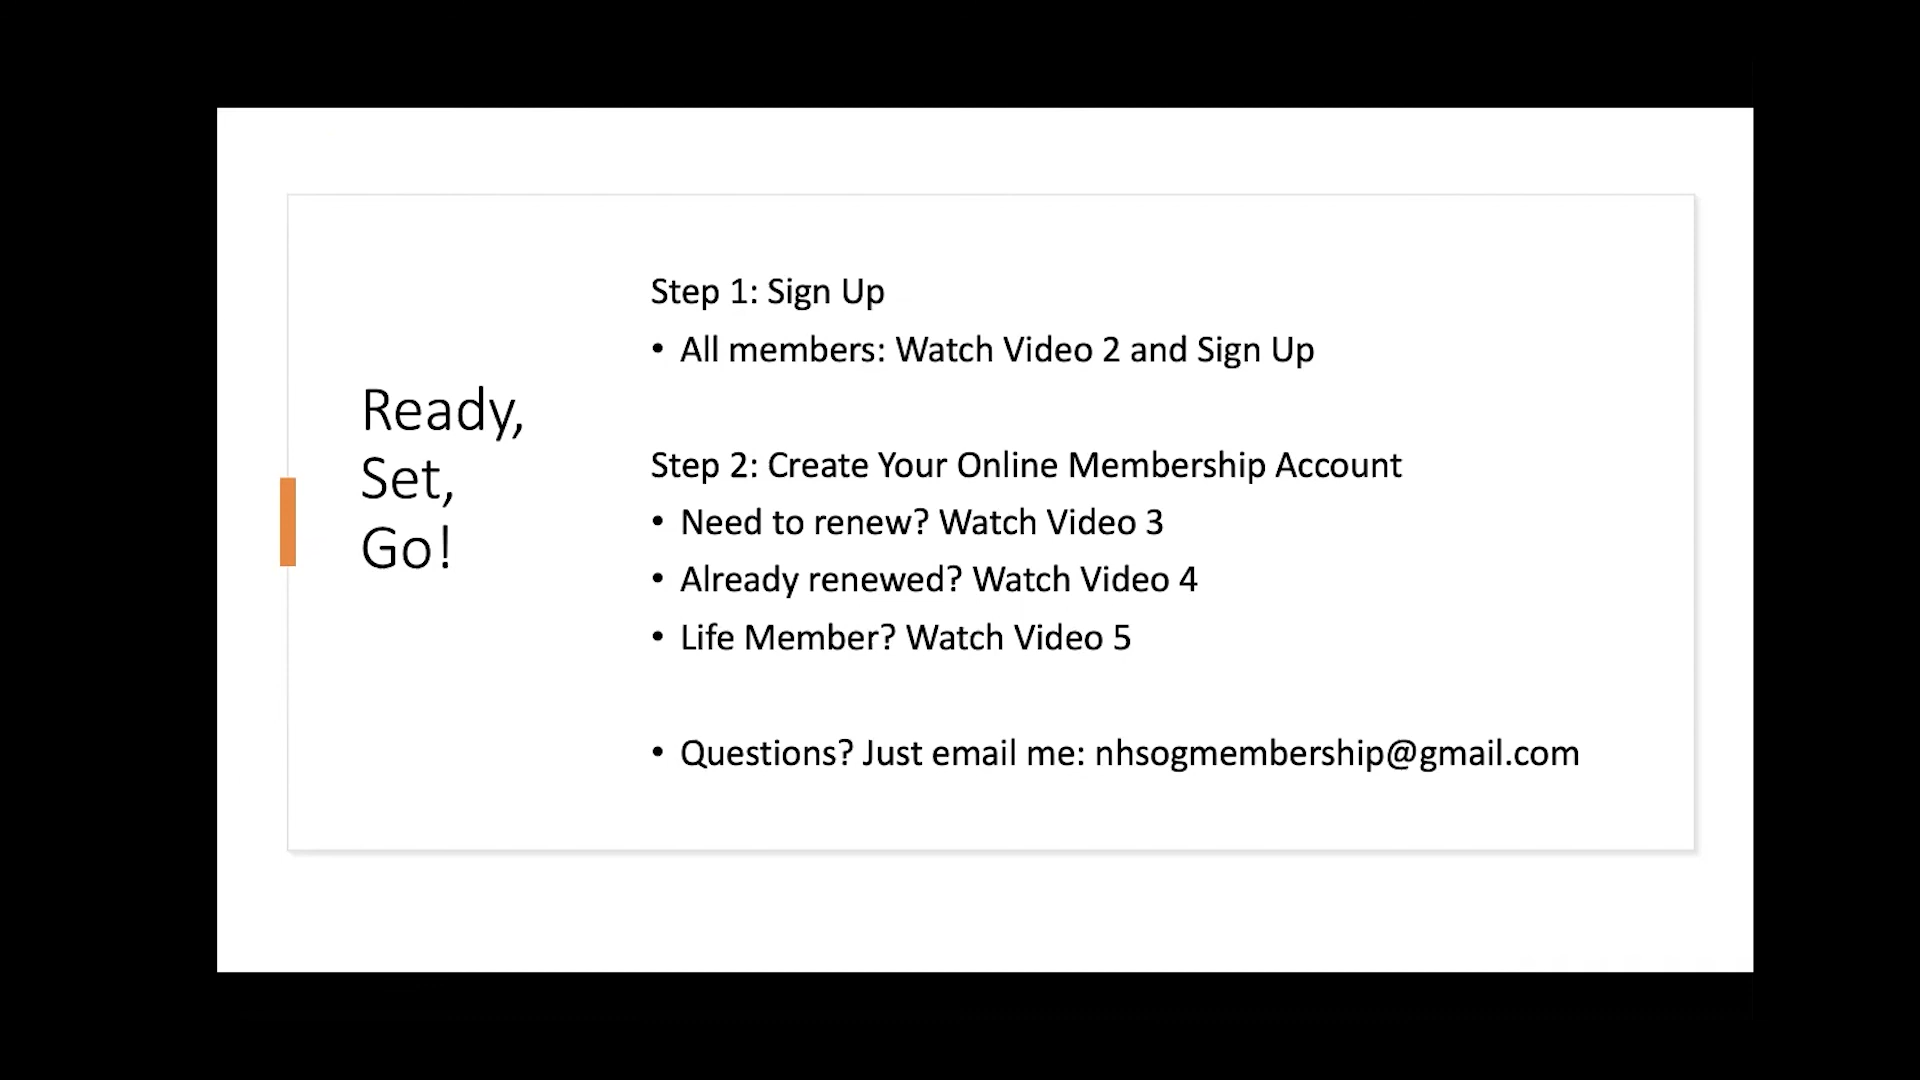 Ready,
Set,
Go!
Step 1: Sign Up
• All members: Watch Video 2 and Sign Up
Step 2: Create Your Online Membership Account
• Need to renew? Watch Video 3
• Already renewed? Watch Video 4
• Life Member? Watch Video 5
• Questions? Just email me: nhsogmembership@gmail.com